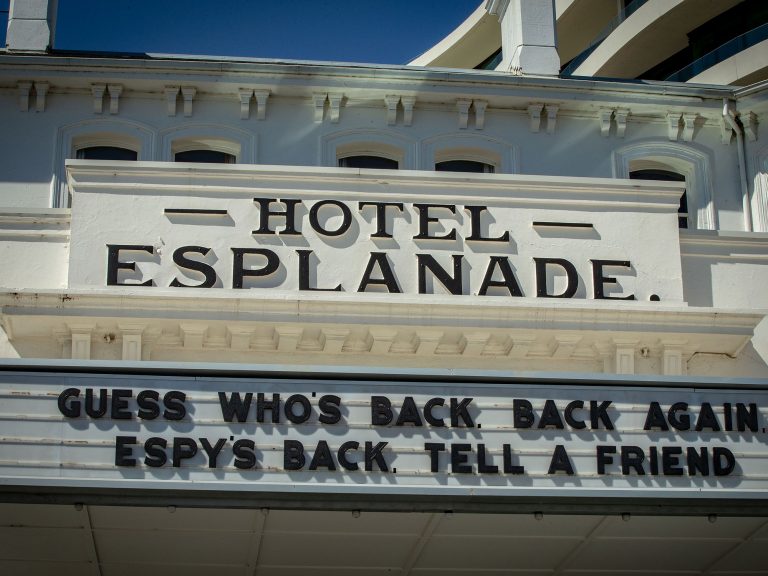 — HOTEL —
ESPLANADE.
GUESS WHO'S BACK. BACK AGAIN.
ESPY'S BACK. TELL A FRIEND